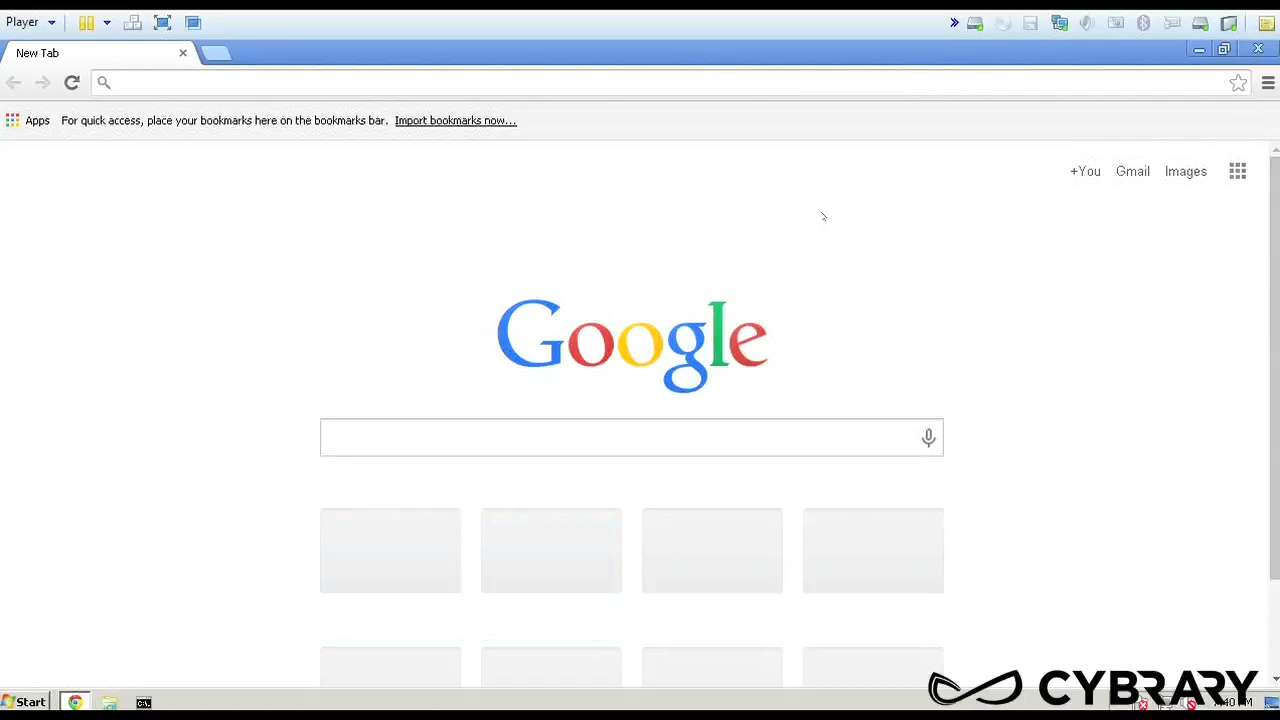 Player
New Tab
Apps For quick access, place your bookmarks here on the bookmarks bar. Import bookmarks now...
+You Gmail Images
Google
Start
CYBRARY